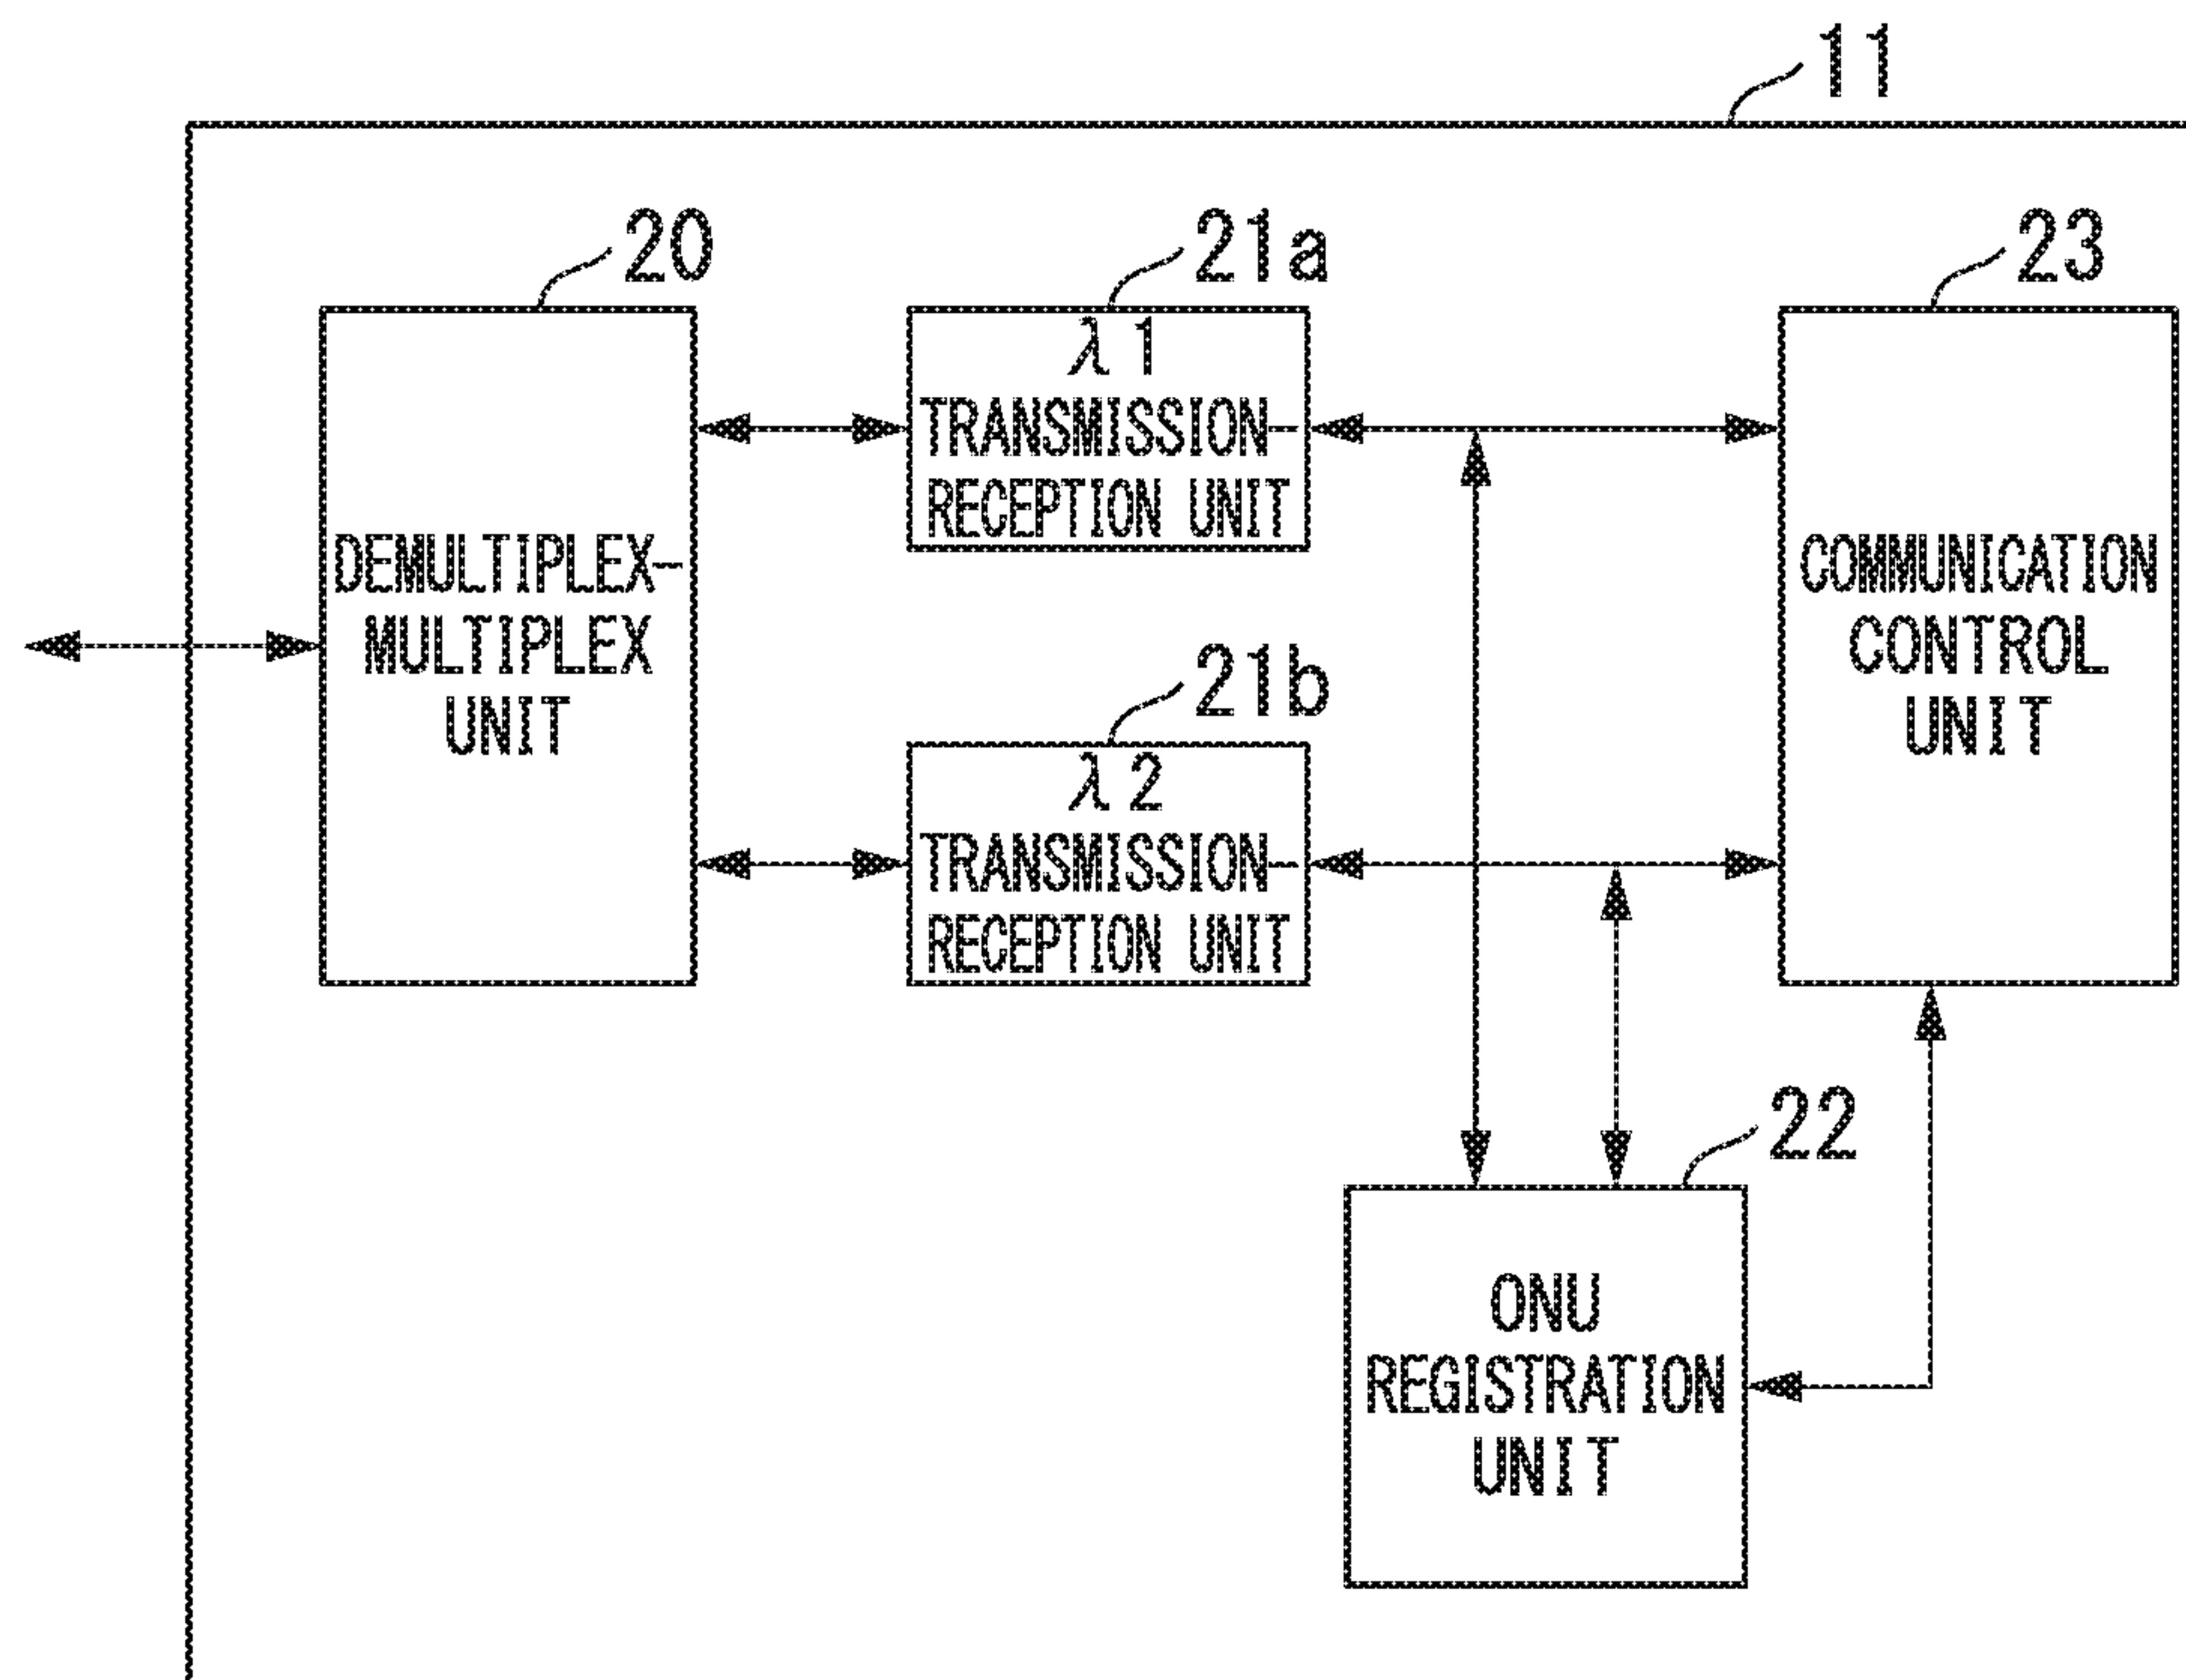 11
20
21a
23
λ1
TRANSMISSION-
RECEPTION UNIT
DEMULTIPLEX-
MULTIPLEX
UNIT
COMMUNICATION
CONTROL
UNIT
21b
λ2
TRANSMISSION-
RECEPTION UNIT
22
ONU
REGISTRATION
UNIT